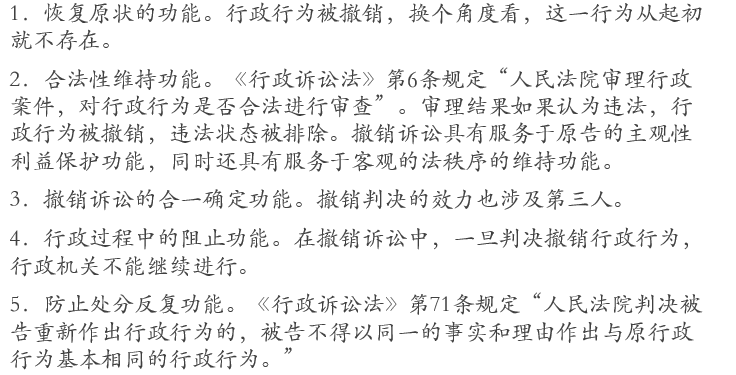 1．恢复原状的功能。行政行为被撤销，换个角度看，这一行为从起初
就不存在。
2．合法性维持功能。《行政诉讼法》第6条规定“人民法院审理行政
案件，对行政行为是否合法进行审查”。审理结果如果认为违法，行
政行为被撤销，违法状态被排除。撤销诉讼具有服务于原告的主观性
利益保护功能，同时还具有服务于客观的法秩序的维持功能。
3．撤销诉讼的合一确定功能。撤销判决的效力也涉及第三人。
4．行政过程中的阻止功能。在撤销诉讼中，一旦判决撤销行政行为，
行政机关不能继续进行。
5．防止处分反复功能。《行政诉讼法》第71条规定“人民法院判决被
告重新作出行政行为的，被告不得以同一的事实和理由作出与原行政
行为基本相同的行政行为。”